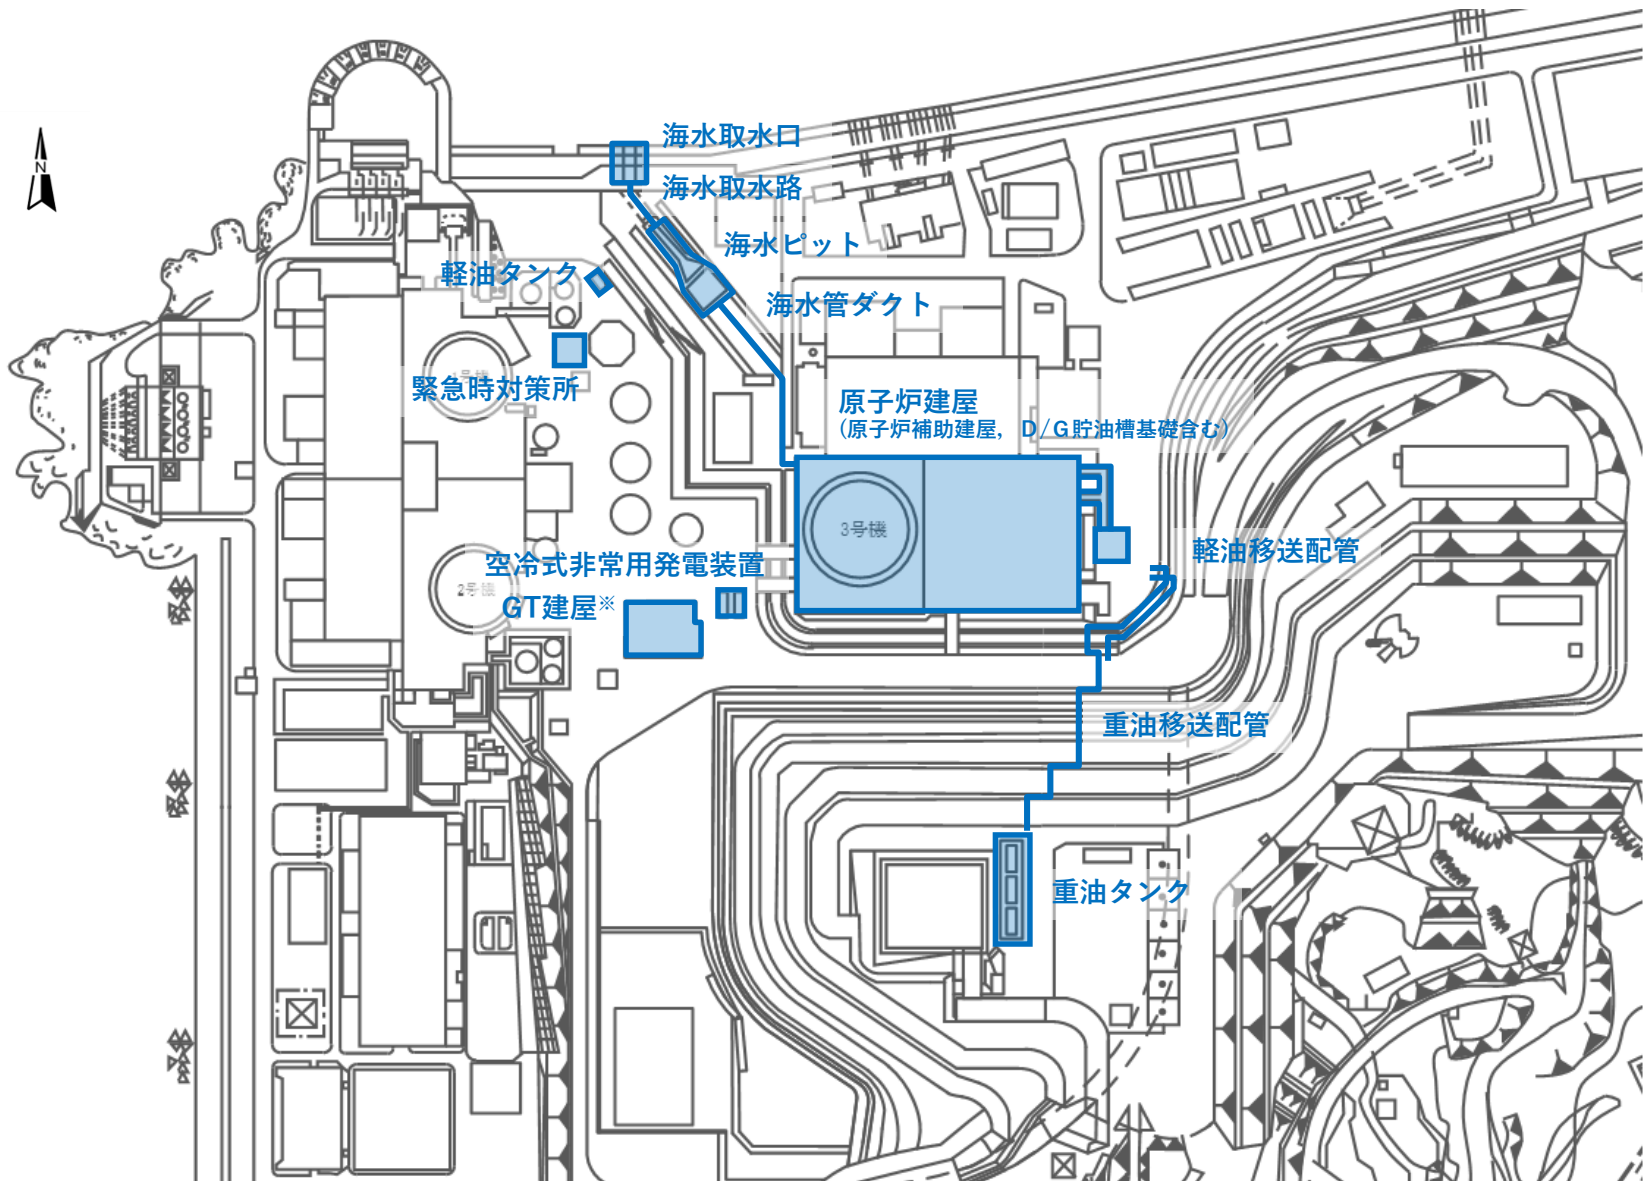 N
海水取水口
海水取水路
海水ピット
軽油タンク
海水管ダクト
1号機
緊急時対策所
原子炉建屋
(原子炉補助建屋, D/G貯油槽基礎含む)
3号機
軽油移送配管
空冷式非常用発電装置
2号機
GT建屋※
重油移送配管
重油タンク